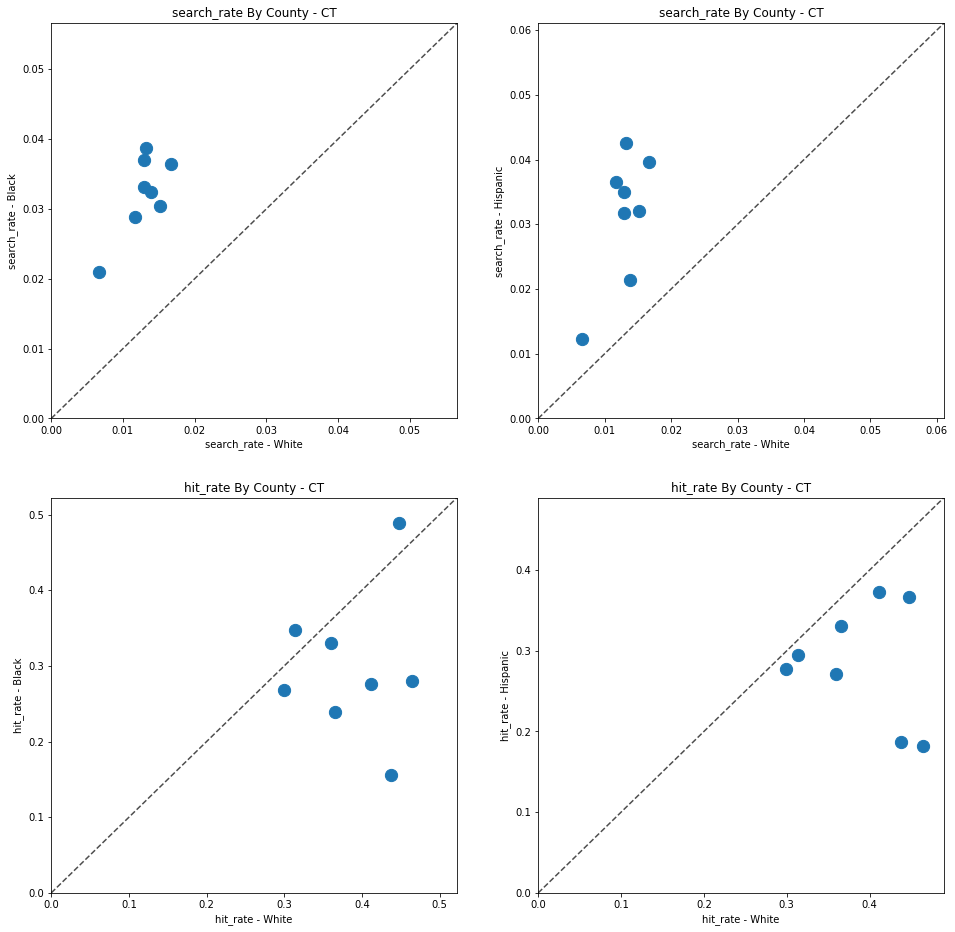 search_rate By County - CT
0.05
0.04
0.03
0.02
0.01
0.00
search_rate - Black
0.00 0.01 0.02 0.03 0.04 0.05
search_rate - White
search_rate By County - CT
0.06
0.05
0.04
0.03
0.02
0.01
0.00
search_rate - Hispanic
0.00 0.01 0.02 0.03 0.04 0.05 0.06
search_rate - White
hit_rate By County - CT
0.5
0.4
0.3
0.2
0.1
0.0
hit_rate - Black
0.0 0.1 0.2 0.3 0.4 0.5
hit_rate - White
hit_rate By County - CT
0.4
0.3
0.2
0.1
0.0
hit_rate - Hispanic
0.0 0.1 0.2 0.3 0.4
hit_rate - White